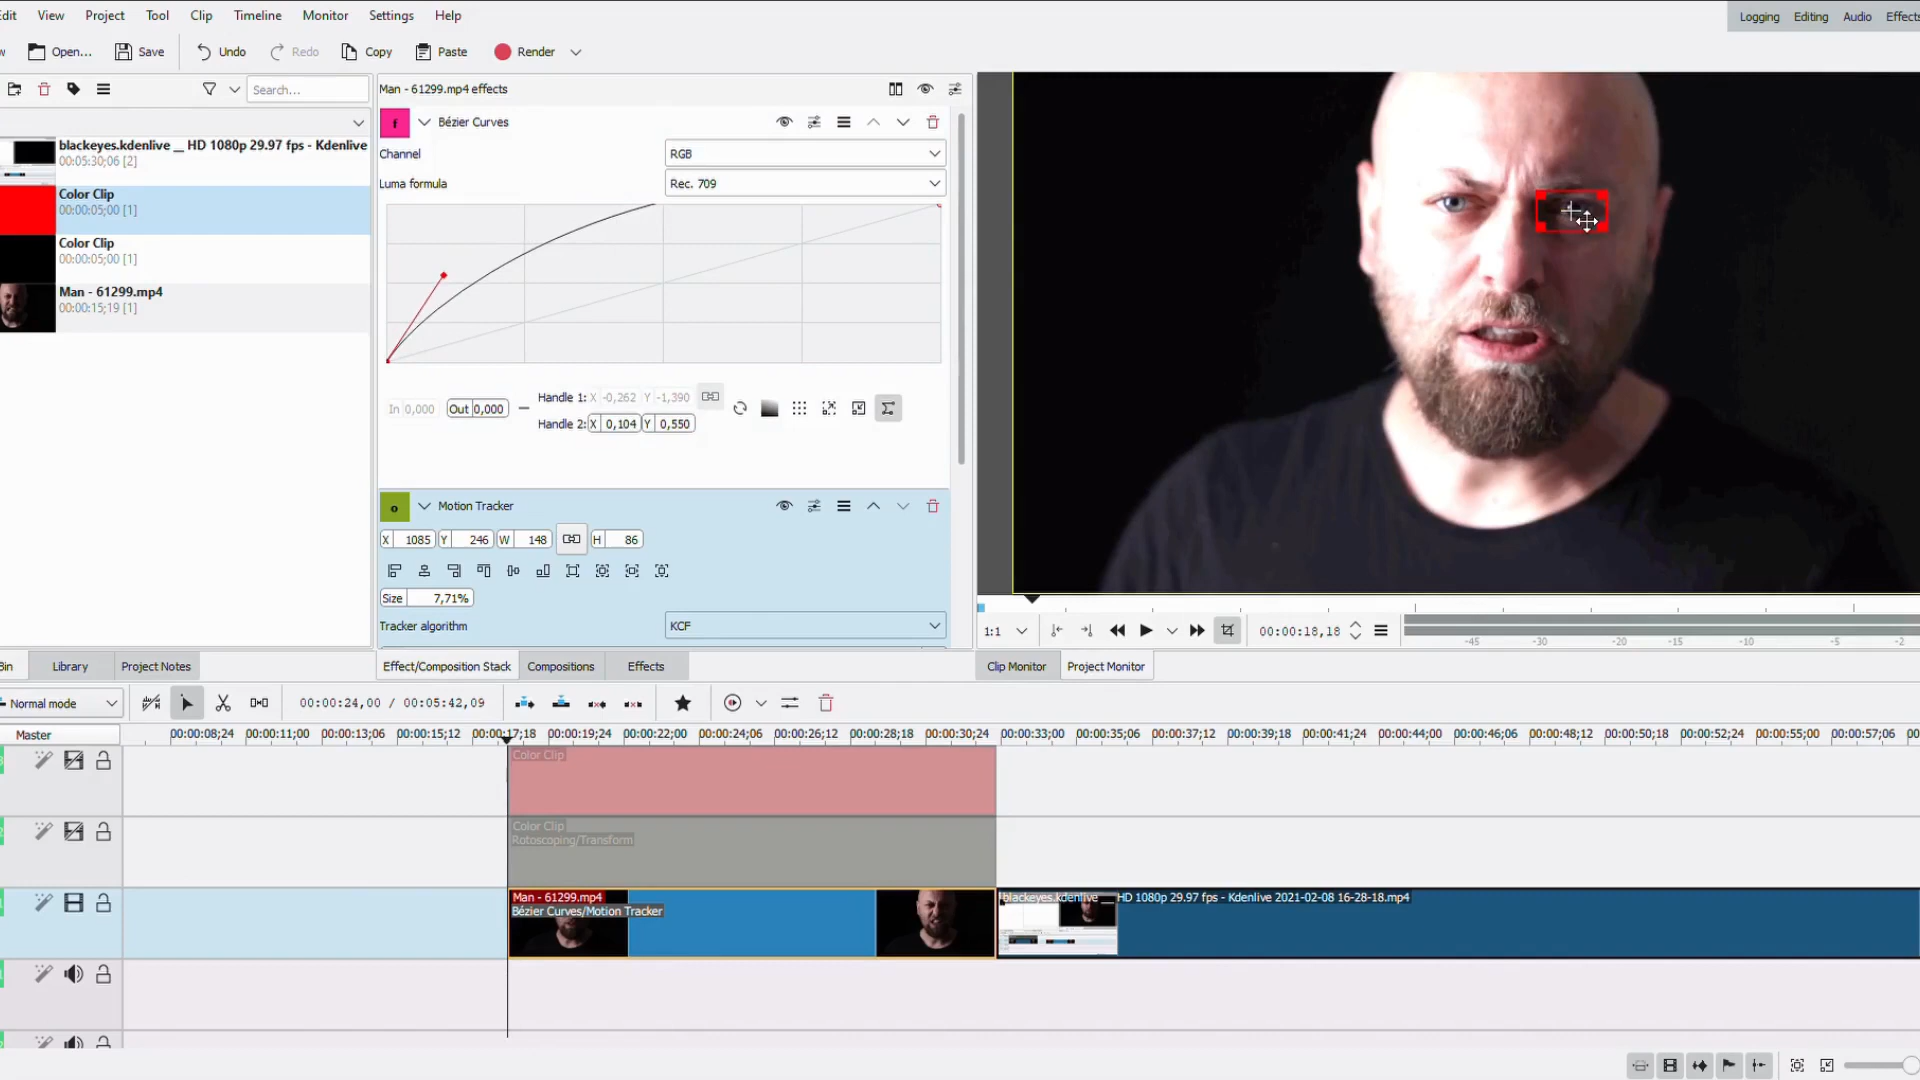 dit View Project Tool Clip Timeline Monitor Settings Help
Logging Editing Audio Effects
Open... Save Undo Redo Copy Paste Render
Search...
Man - 61299.mp4 effects
f Bézier Curves
Channel RGB
Luma formula Rec. 709
blackeyes.kdenlive __ HD 1080p 29.97 fps - Kdenlive
00:05:30;06 [2]
Color Clip
00:00:05;00 [1]
Color Clip
00:00:05;00 [1]
Man - 61299.mp4
00:00:15;19 [1]
In 0,000 Out 0,000
Handle 1: X -0,262 Y -1,390
Handle 2: X 0,104 Y 0,550
o Motion Tracker
X 1085 Y 246 W 148 H 86
Size 7,71%
Tracker algorithm KCF
1:1 00:00:18,18
-45 -30 -20 -15 -10 -5 -2
Bin Library Project Notes
Effect/Composition Stack Compositions Effects
Clip Monitor Project Monitor
Normal mode 00:00:24,00 / 00:05:42,09
Master
00:00:08;24 00:00:11;00 00:00:13;06 00:00:15;12 00:00:17;18 00:00:19;24 00:00:22;00 00:00:24;06 00:00:26;12 00:00:28;18 00:00:30;24 00:00:33;00 00:00:35;06 00:00:37;12 00:00:39;18 00:00:41;24 00:00:44;00 00:00:46;06 00:00:48;12 00:00:50;18 00:00:52;24 00:00:55;00 00:00:57;06
Color Clip
Color Clip
Rotoscoping/Transform
Man - 61299.mp4
Bézier Curves/Motion Tracker
blackeyes.kdenlive __ HD 1080p 29.97 fps - Kdenlive 2021-02-08 16-28-18.mp4